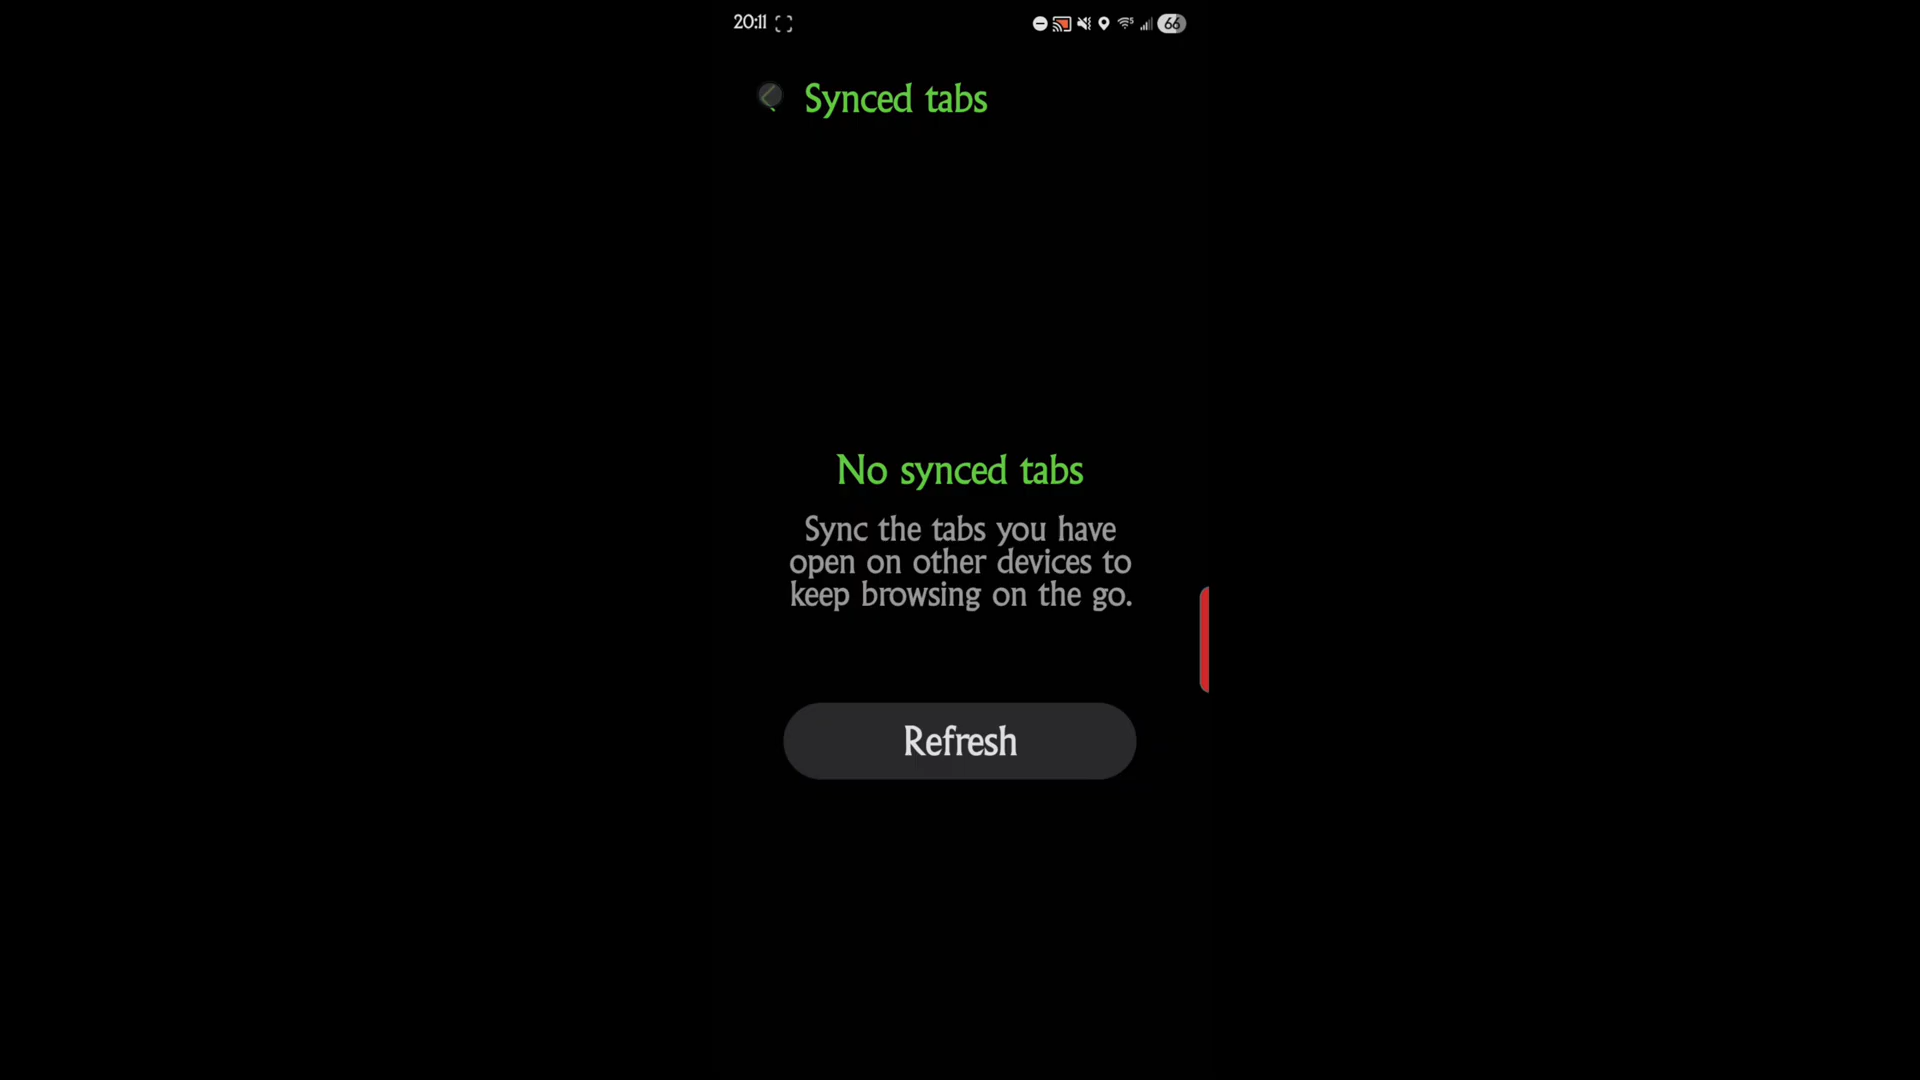 20:11
66
Synced tabs
No synced tabs
Sync the tabs you have
open on other devices to
keep browsing on the go.
Refresh